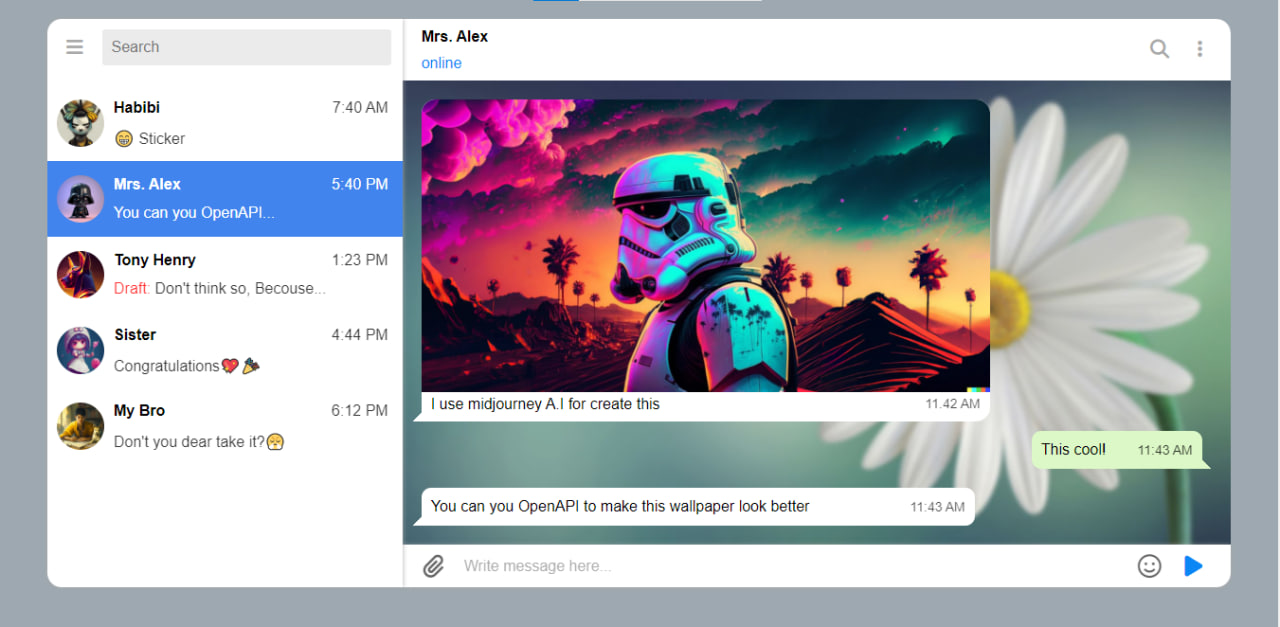 Search
Habibi 7:40 AM
😁 Sticker
Mrs. Alex 5:40 PM
You can you OpenAPI...
Tony Henry 1:23 PM
Draft: Don't think so, Becouse...
Sister 4:44 PM
Congratulations💖🎉
My Bro 6:12 PM
Don't you dear take it?😤
Mrs. Alex
online
I use midjourney A.I for create this 11.42 AM
This cool! 11:43 AM
You can you OpenAPI to make this wallpaper look better 11:43 AM
Write message here...